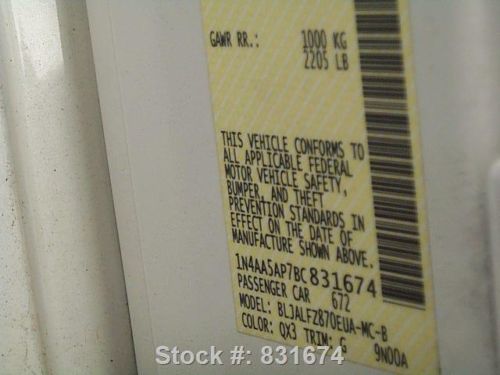 GAWR RR.: 1000 KG
2205 LB
THIS VEHICLE CONFORMS TO
ALL APPLICABLE FEDERAL
MOTOR VEHICLE SAFETY,
BUMPER, AND THEFT
PREVENTION STANDARDS IN
EFFECT ON THE DATE OF
MANUFACTURE SHOWN ABOVE.
1N4AA5AP7BC831674
PASSENGER CAR 672
MODEL: BLJALFZ870EUA-MC-B
COLOR: QX3 TRIM: G 9N00A
Stock #: 831674